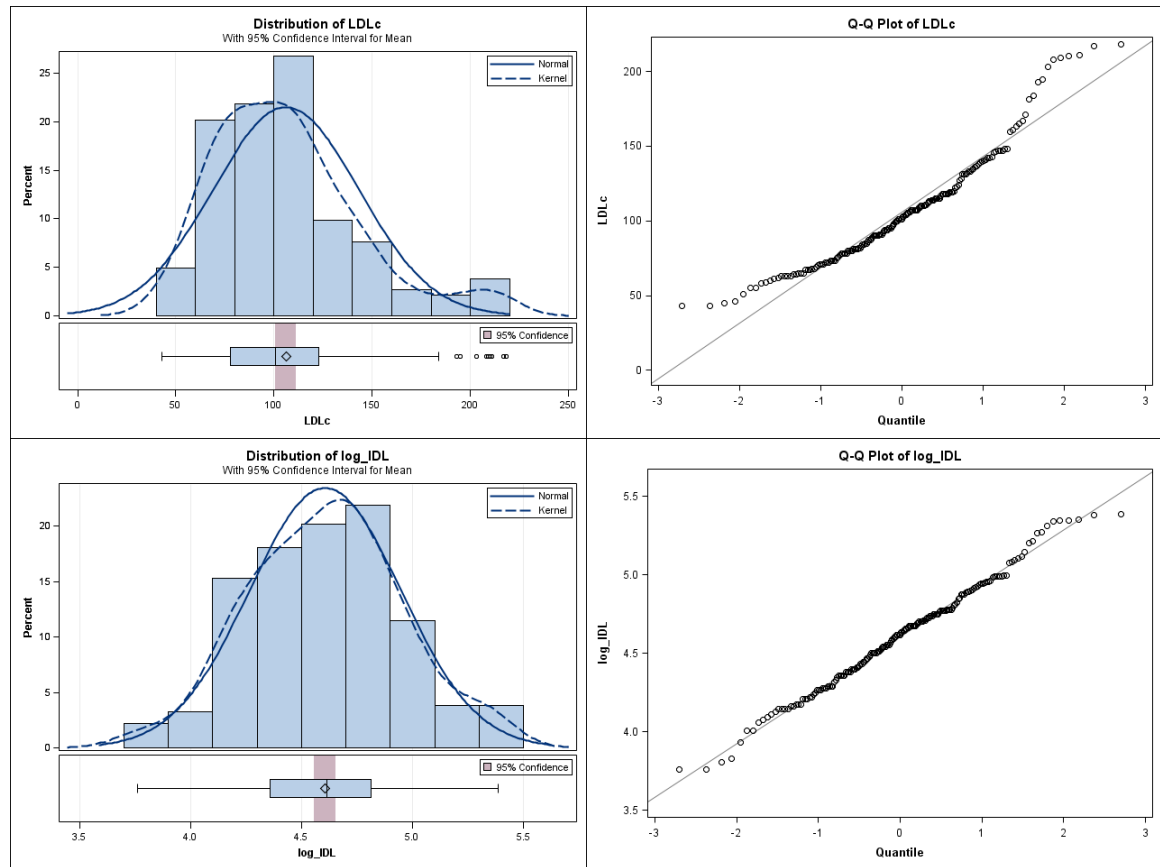 Distribution of LDLc
With 95% Confidence Interval for Mean
Normal
Kernel
25
20
15
10
5
0
Percent
95% Confidence
0 50 100 150 200 250
LDLc
Q-Q Plot of LDLc
200
150
100
50
0
LDLc
-3 -2 -1 0 1 2 3
Quantile
Distribution of log_IDL
With 95% Confidence Interval for Mean
Normal
Kernel
20
15
10
5
0
Percent
95% Confidence
3.5 4.0 4.5 5.0 5.5
log_IDL
Q-Q Plot of log_IDL
5.5
5.0
4.5
4.0
3.5
log_IDL
-3 -2 -1 0 1 2 3
Quantile